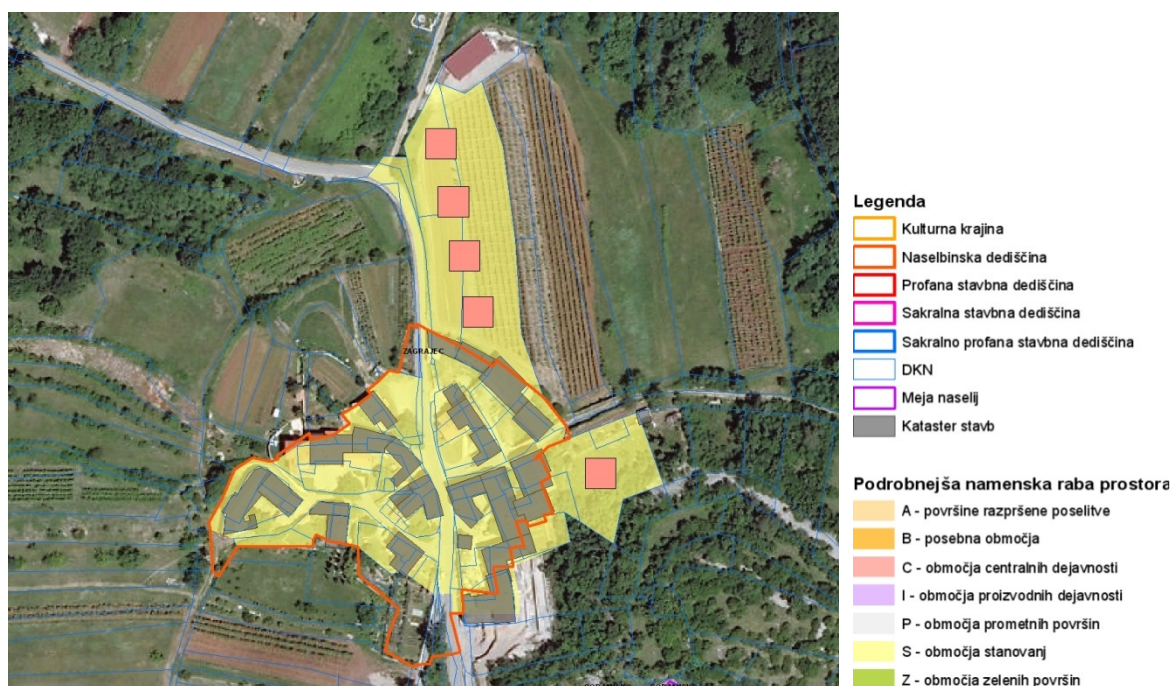 ZAGRAJEC
Legenda
Kulturna krajina
Naselbinska dediščina
Profana stavbna dediščina
Sakralna stavbna dediščina
Sakralno profana stavbna dediščina
DKN
Meja naselij
Kataster stavb
Podrobnejša namenska raba prostora
A - površine razpršene poselitve
B - posebna območja
C - območja centralnih dejavnosti
I - območja proizvodnih dejavnosti
P - območja prometnih površin
S - območja stanovanj
Z - območja zelenih površin